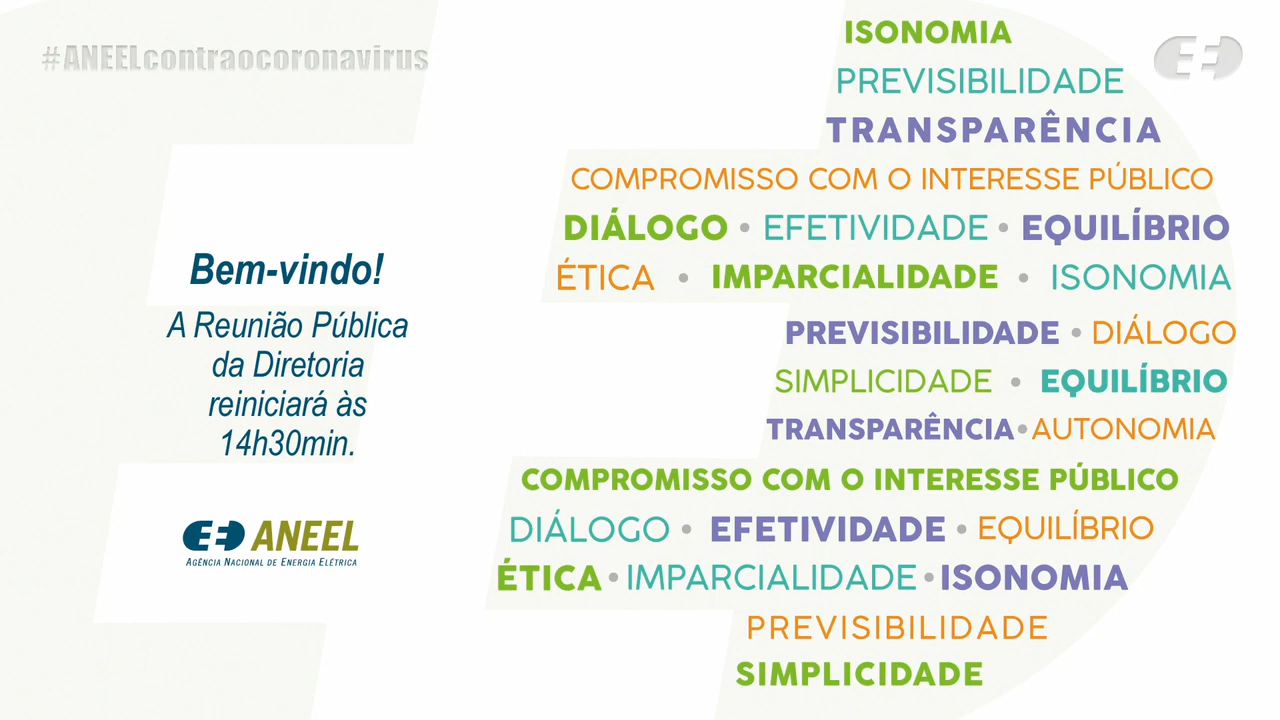 #ANEELcontraocoronavirus
Bem-vindo!
A Reunião Pública
da Diretoria
reiniciará às
14h30min.
ANEEL
AGÊNCIA NACIONAL DE ENERGIA ELÉTRICA
ISONOMIA
PREVISIBILIDADE
TRANSPARÊNCIA
COMPROMISSO COM O INTERESSE PÚBLICO
DIÁLOGO • EFETIVIDADE • EQUILÍBRIO
ÉTICA • IMPARCIALIDADE • ISONOMIA
PREVISIBILIDADE • DIÁLOGO
SIMPLICIDADE • EQUILÍBRIO
TRANSPARÊNCIA • AUTONOMIA
COMPROMISSO COM O INTERESSE PÚBLICO
DIÁLOGO • EFETIVIDADE • EQUILÍBRIO
ÉTICA • IMPARCIALIDADE • ISONOMIA
PREVISIBILIDADE
SIMPLICIDADE